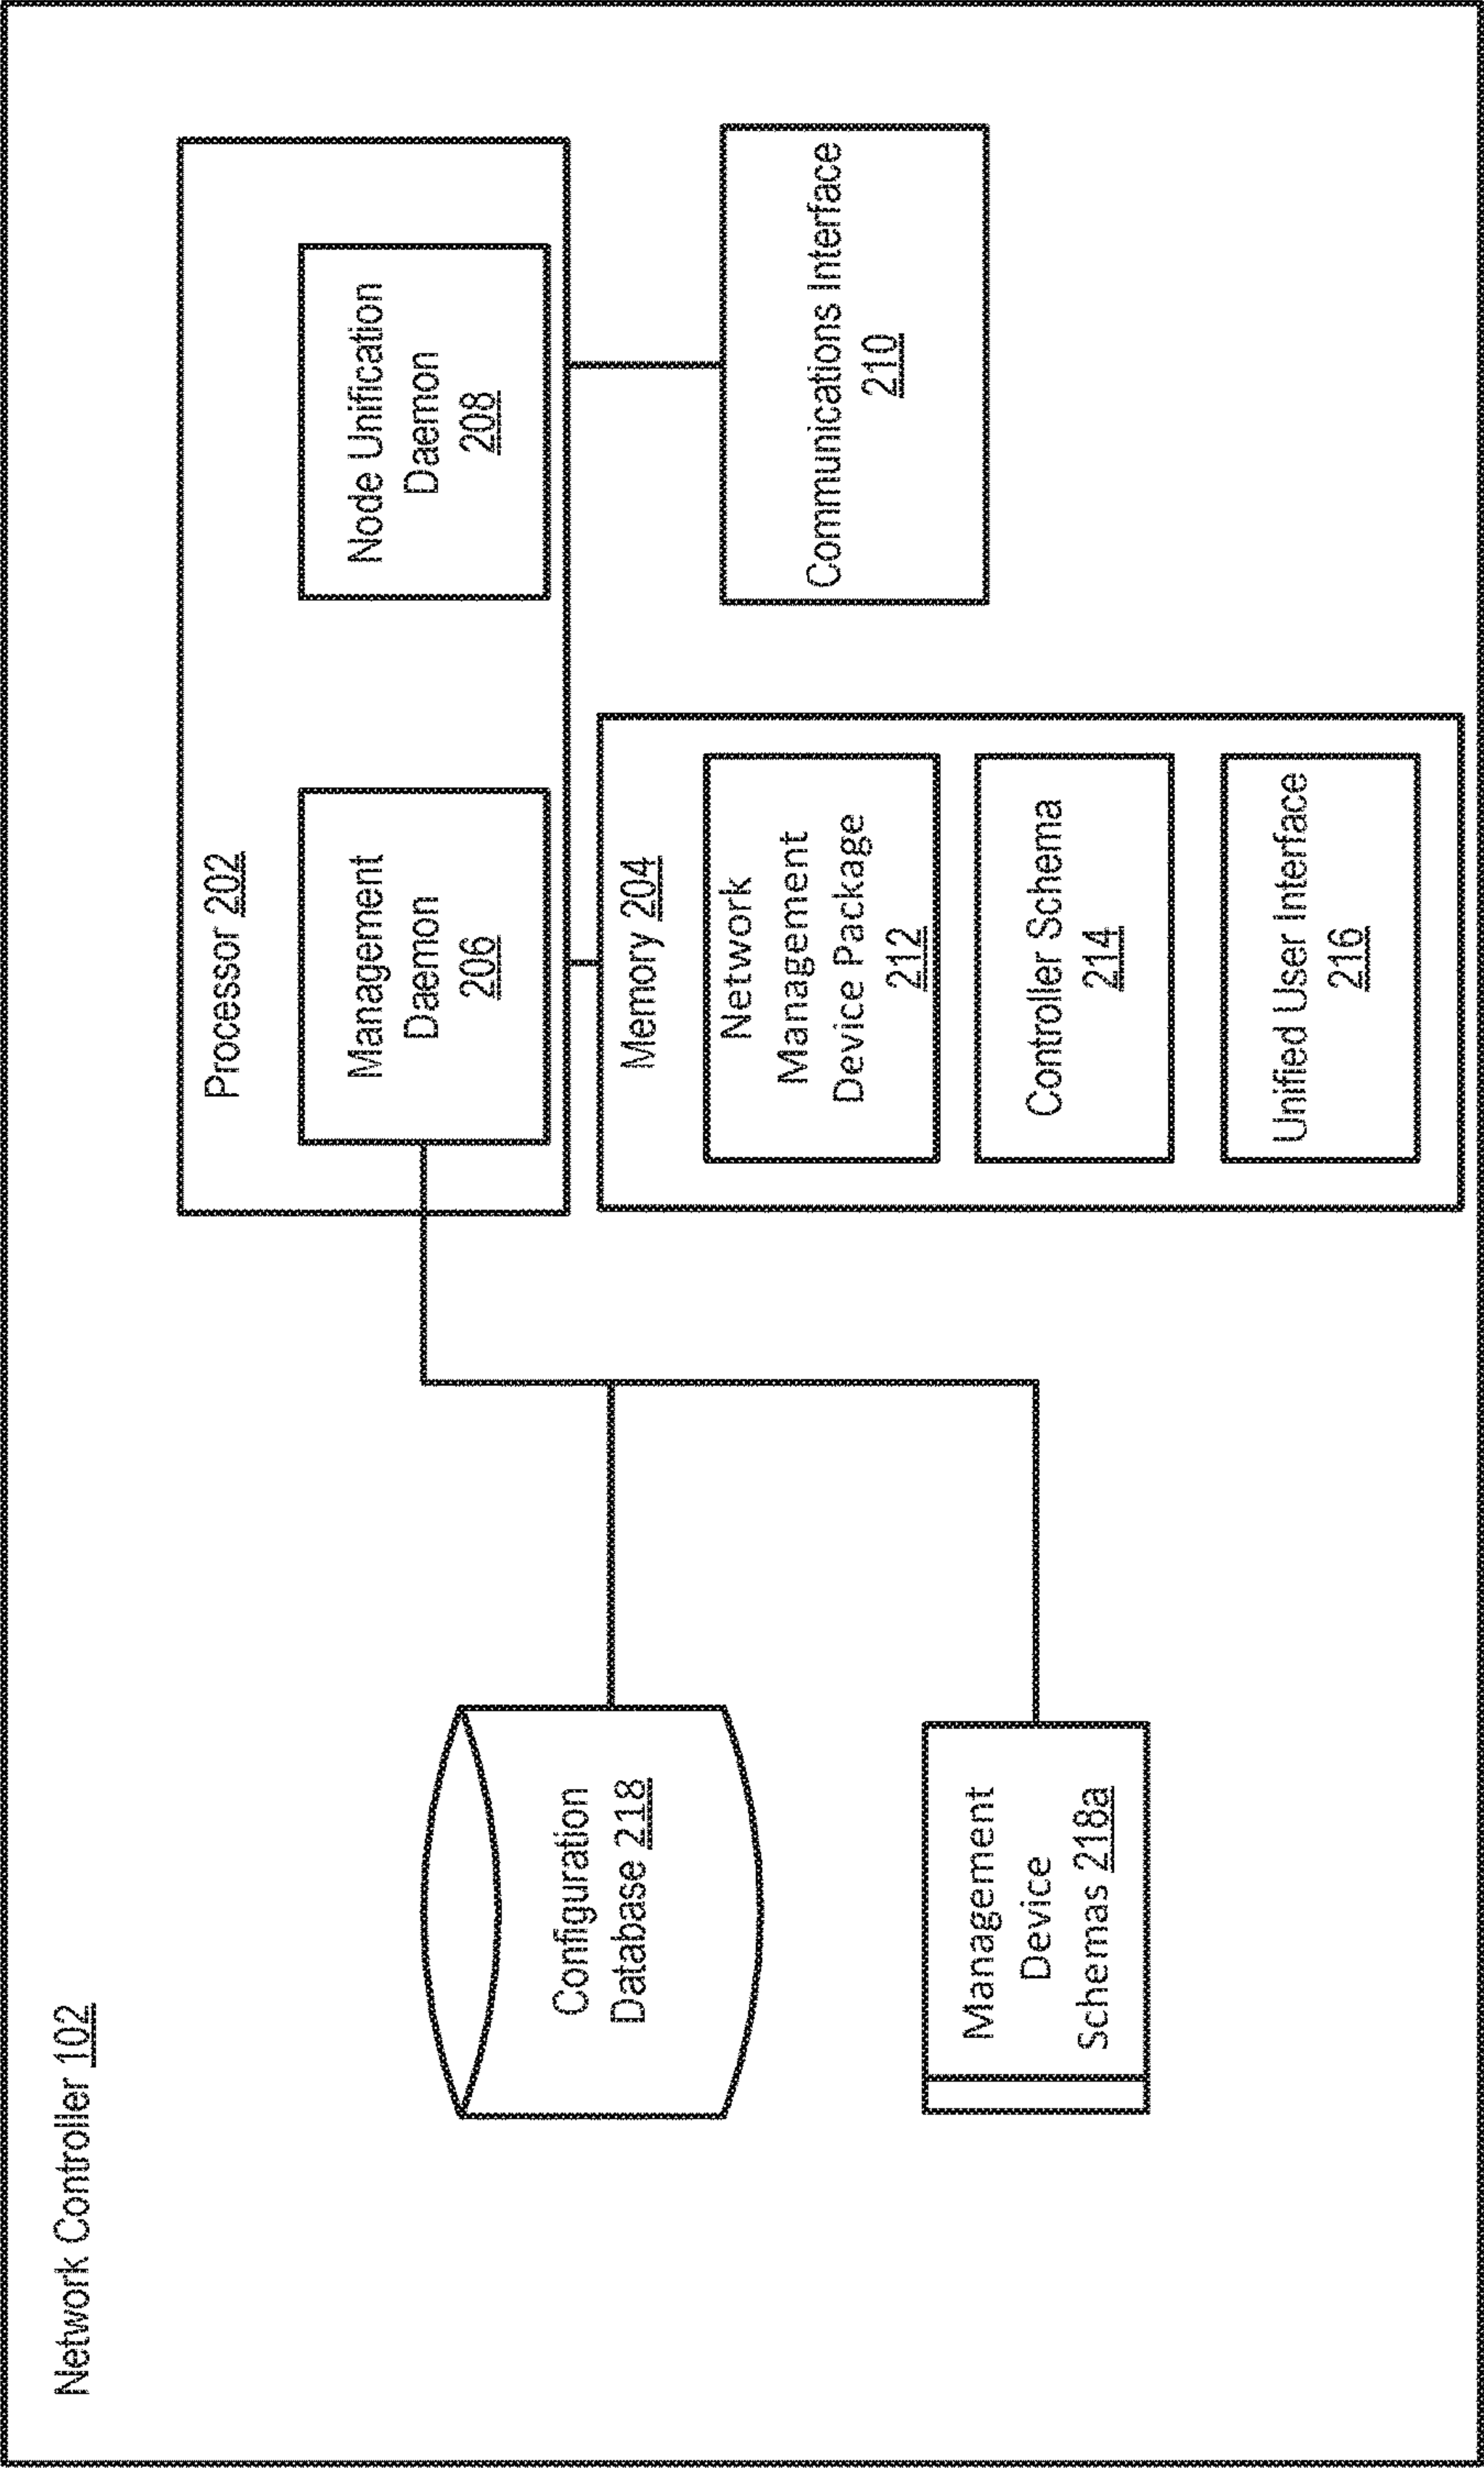 Network Controller 102
Processor 202
Management
Daemon
206
Node Unification
Daemon
208
Configuration
Database 218
Memory 204
Network
Management
Device Package
212
Communications Interface
210
Management
Device
Schemas 218a
Controller Schema
214
Unified User Interface
216